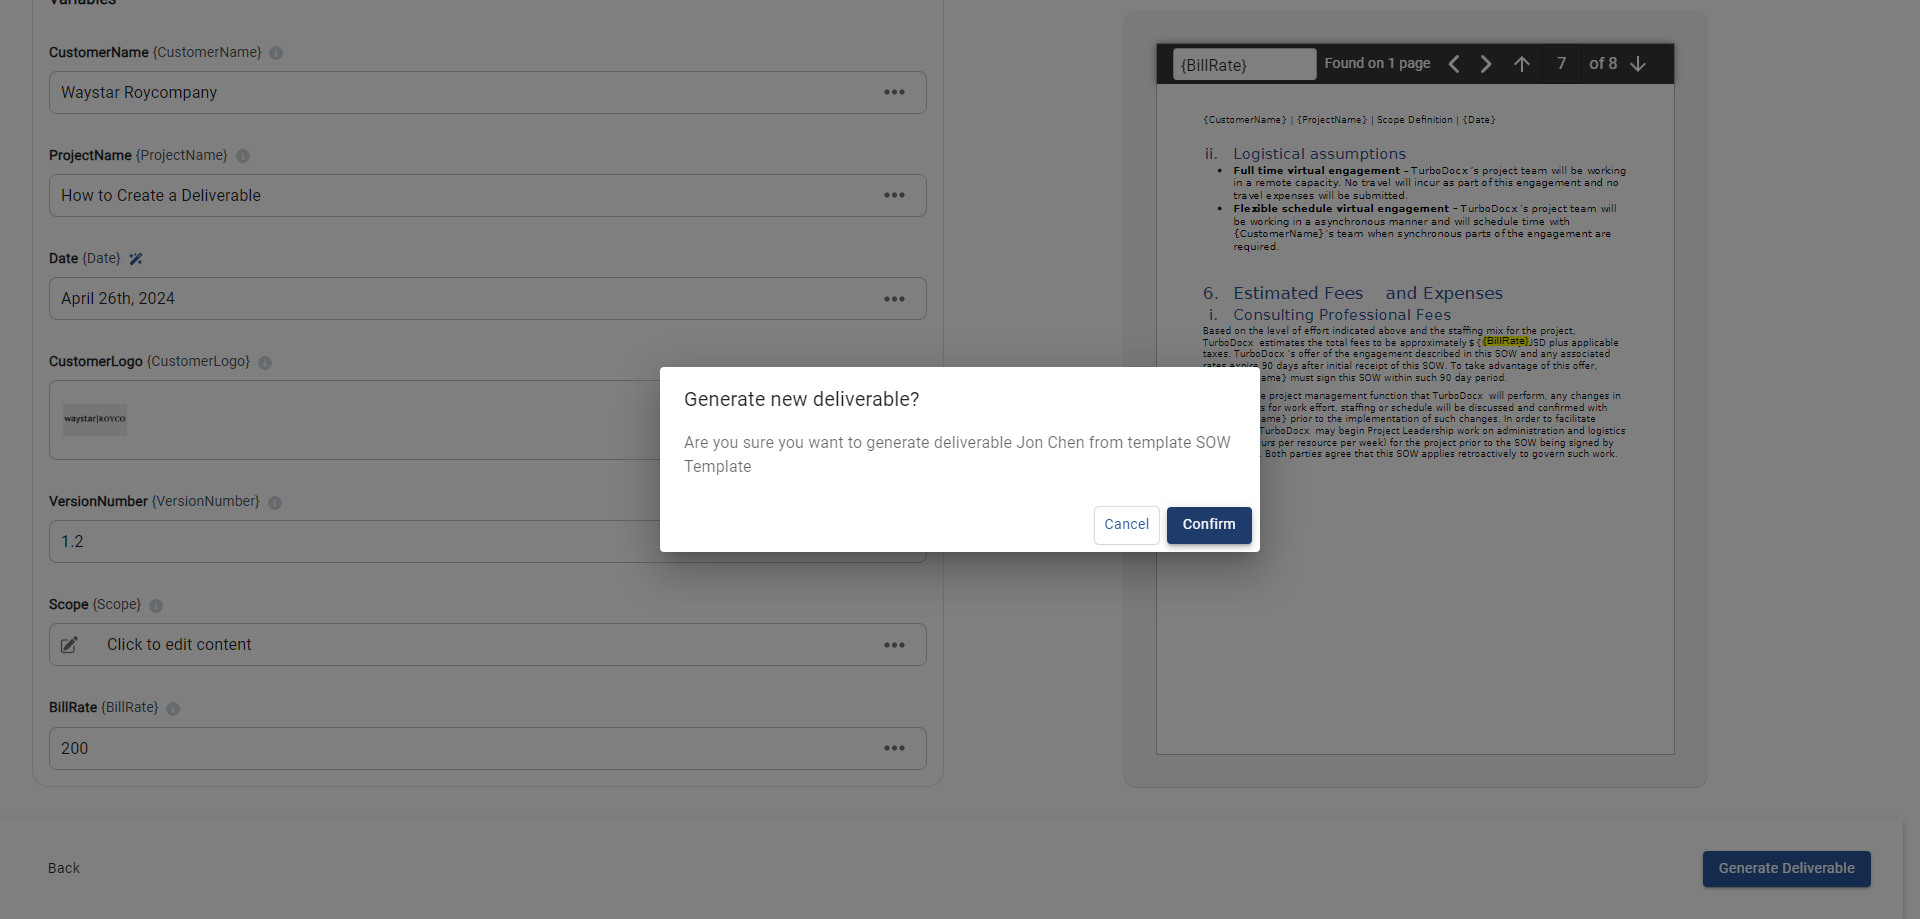 Variables
CustomerName {CustomerName}
Waystar Roycompany
ProjectName {ProjectName}
How to Create a Deliverable
Date {Date}
April 26th, 2024
CustomerLogo {CustomerLogo}
waystar|ROYCO
VersionNumber {VersionNumber}
1.2
Scope {Scope}
Click to edit content
BillRate {BillRate}
200
{BillRate} Found on 1 page 7 of 8
{CustomerName} | {ProjectName} | Scope Definition | {Date}
ii. Logistical assumptions
• Full time virtual engagement – TurboDocx 's project team will be working
in a remote capacity. No travel will incur as part of this engagement and no
travel expenses will be submitted.
• Flexible schedule virtual engagement – TurboDocx 's project team will
be working in a asynchronous manner and will schedule time with
{CustomerName} 's team when synchronous parts of the engagement are
required.
6. Estimated Fees and Expenses
i. Consulting Professional Fees
Based on the level of effort indicated above and the staffing mix for the project,
TurboDocx estimates the total fees to be approximately $ {BillRate} USD plus applicable
taxes. TurboDocx 's offer of the engagement described in this SOW and any associated
rates expire 90 days after initial receipt of this SOW. To take advantage of this offer,
ame} must sign this SOW within such 90 day period.
e project management function that TurboDocx will perform, any changes in
s for work effort, staffing or schedule will be discussed and confirmed with
ame} prior to the implementation of such changes. In order to facilitate
TurboDocx may begin Project Leadership work on administration and logistics
urs per resource per week) for the project prior to the SOW being signed by
. Both parties agree that this SOW applies retroactively to govern such work.
Generate new deliverable?
Are you sure you want to generate deliverable Jon Chen from template SOW
Template
Cancel Confirm
Back
Generate Deliverable